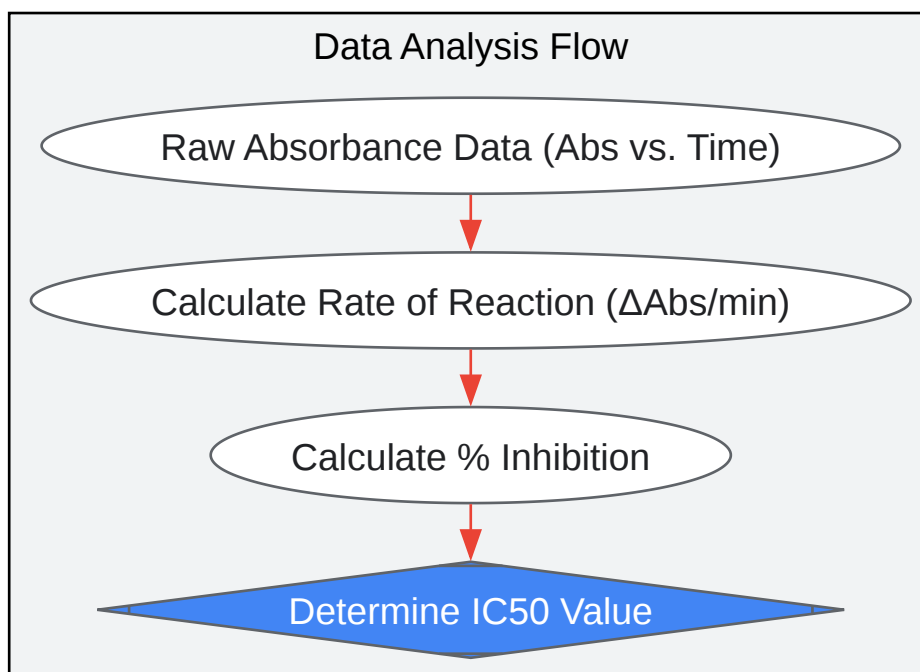 Data Analysis Flow
Raw Absorbance Data (Abs vs. Time)
Calculate Rate of Reaction (ΔAbs/min)
Calculate % Inhibition
Determine IC50 Value